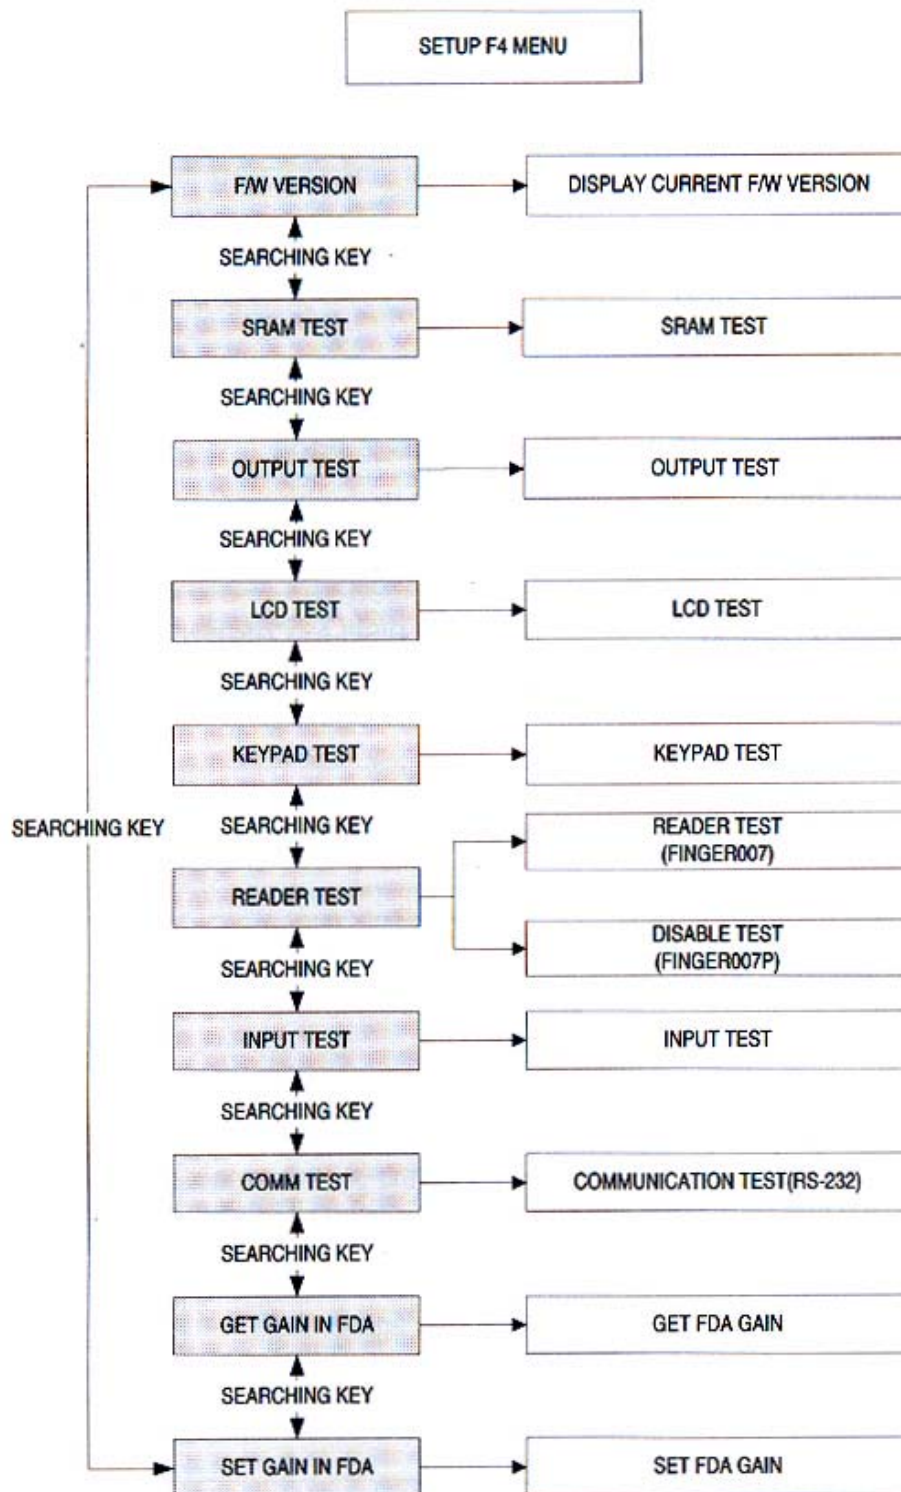 SETUP F4 MENU
F/W VERSION
DISPLAY CURRENT F/W VERSION
SEARCHING KEY
SRAM TEST
SRAM TEST
SEARCHING KEY
OUTPUT TEST
OUTPUT TEST
SEARCHING KEY
LCD TEST
LCD TEST
SEARCHING KEY
KEYPAD TEST
KEYPAD TEST
SEARCHING KEY
SEARCHING KEY
READER TEST
(FINGER007)
READER TEST
DISABLE TEST
(FINGER007P)
SEARCHING KEY
INPUT TEST
INPUT TEST
SEARCHING KEY
COMM TEST
COMMUNICATION TEST(RS-232)
SEARCHING KEY
GET GAIN IN FDA
GET FDA GAIN
SEARCHING KEY
SET GAIN IN FDA
SET FDA GAIN